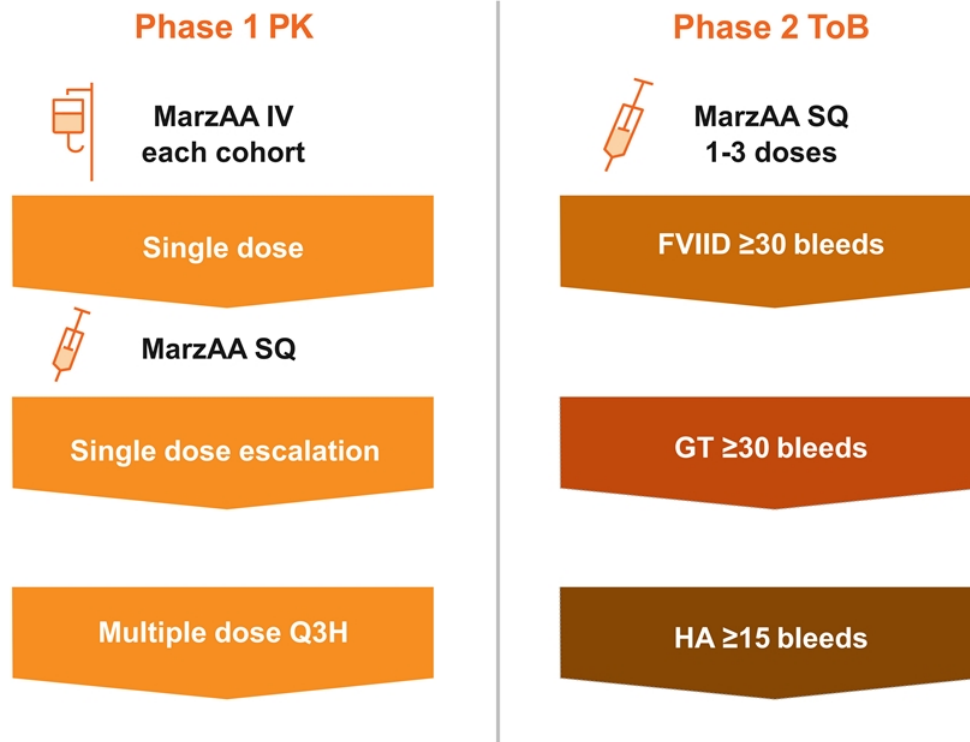 Phase 1 PK
MarzAA IV
each cohort
Single dose
MarzAA SQ
Single dose escalation
Multiple dose Q3H
Phase 2 ToB
MarzAA SQ
1-3 doses
FVIID ≥30 bleeds
GT ≥30 bleeds
HA ≥15 bleeds